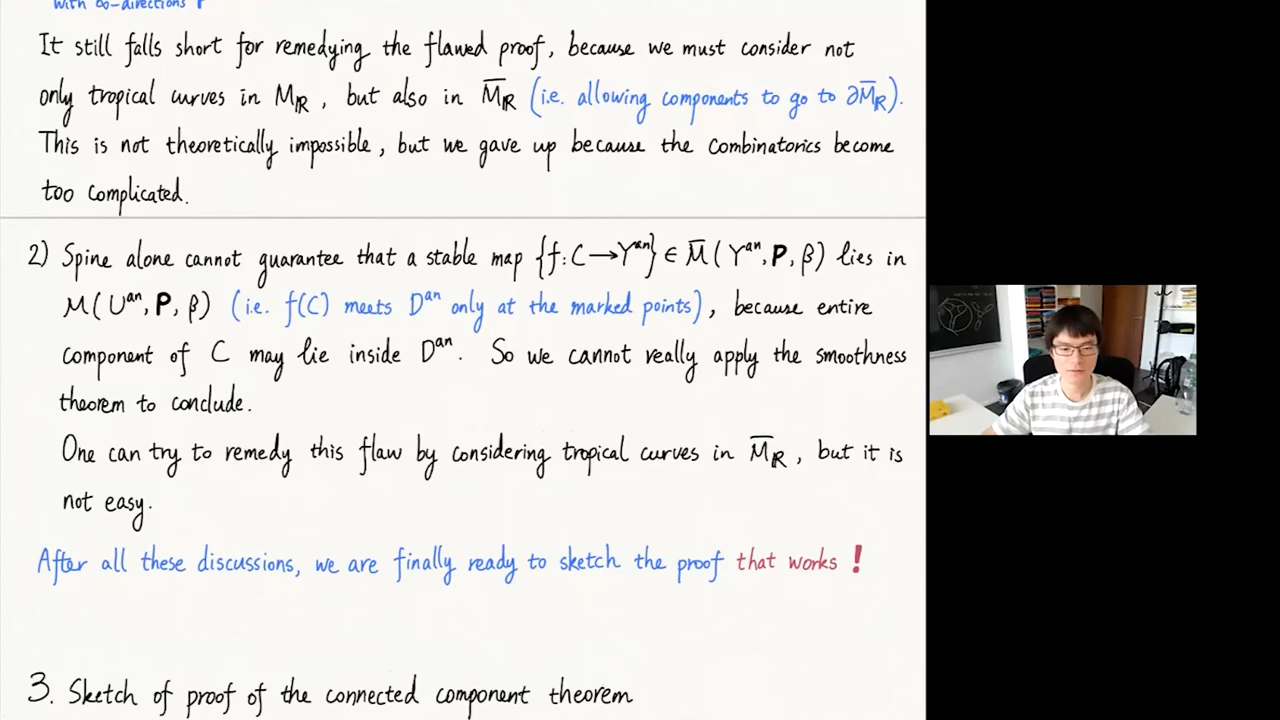 with ∞-directions P
It still falls short for remedying the flawed proof, because we must consider not
only tropical curves in M_ℝ, but also in M̅_ℝ (i.e. allowing components to go to ∂M̅_ℝ).
This is not theoretically impossible, but we gave up because the combinatorics become
too complicated.
2) Spine alone cannot guarantee that a stable map {f:C→Y^an} ∈ M̅(Y^an, P, β) lies in
M(U^an, P, β) (i.e. f(C) meets D^an only at the marked points), because entire
component of C may lie inside D^an. So we cannot really apply the smoothness
theorem to conclude.
One can try to remedy this flaw by considering tropical curves in M̅_ℝ, but it is
not easy.
After all these discussions, we are finally ready to sketch the proof that works !
3. Sketch of proof of the connected component theorem